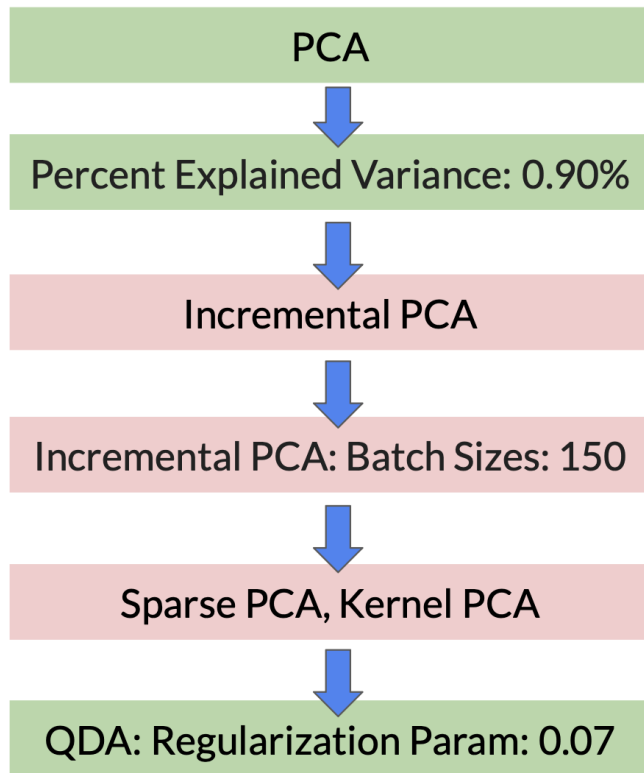 PCA
Percent Explained Variance: 0.90%
Incremental PCA
Incremental PCA: Batch Sizes: 150
Sparse PCA, Kernel PCA
QDA: Regularization Param: 0.07